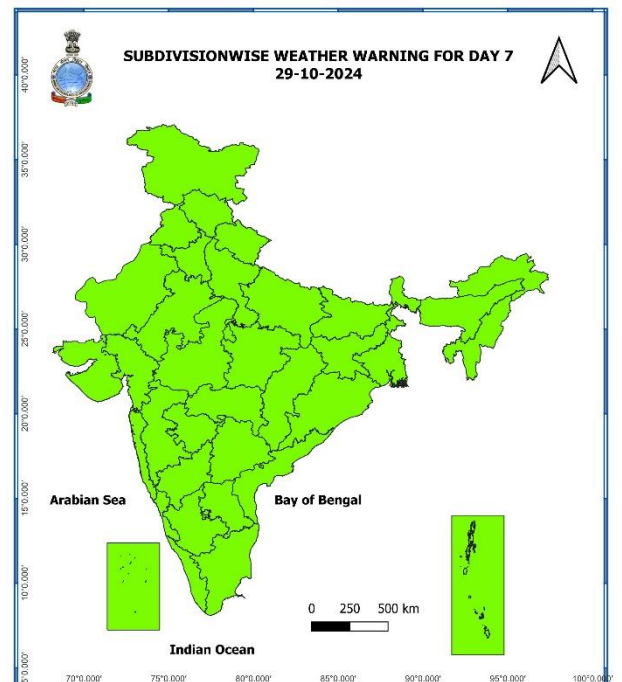 SUBDIVISIONWISE WEATHER WARNING FOR DAY 7
29-10-2024
40°0.000'
35°0.000'
30°0.000'
25°0.000'
20°0.000'
15°0.000'
10°0.000'
5°0.000'
Arabian Sea
Bay of Bengal
0 250 500 km
Indian Ocean
70°0.000' 75°0.000' 80°0.000' 85°0.000' 90°0.000' 95°0.000' 100°0.000'